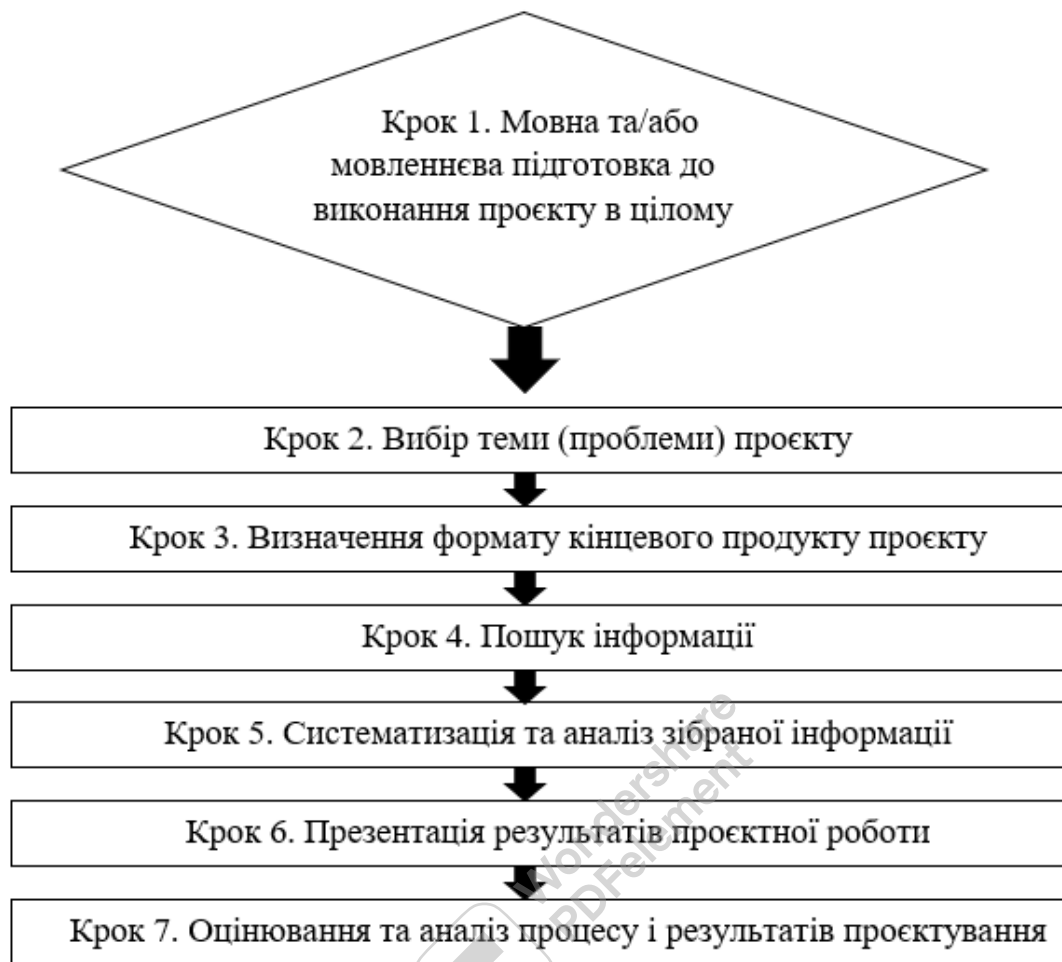 Крок 1. Мовна та/або
мовленнєва підготовка до
виконання проєкту в цілому
Крок 2. Вибір теми (проблеми) проєкту
Крок 3. Визначення формату кінцевого продукту проєкту
Крок 4. Пошук інформації
Крок 5. Систематизація та аналіз зібраної інформації
Крок 6. Презентація результатів проєктної роботи
Крок 7. Оцінювання та аналіз процесу і результатів проєктування
Wondershare
PDFelement